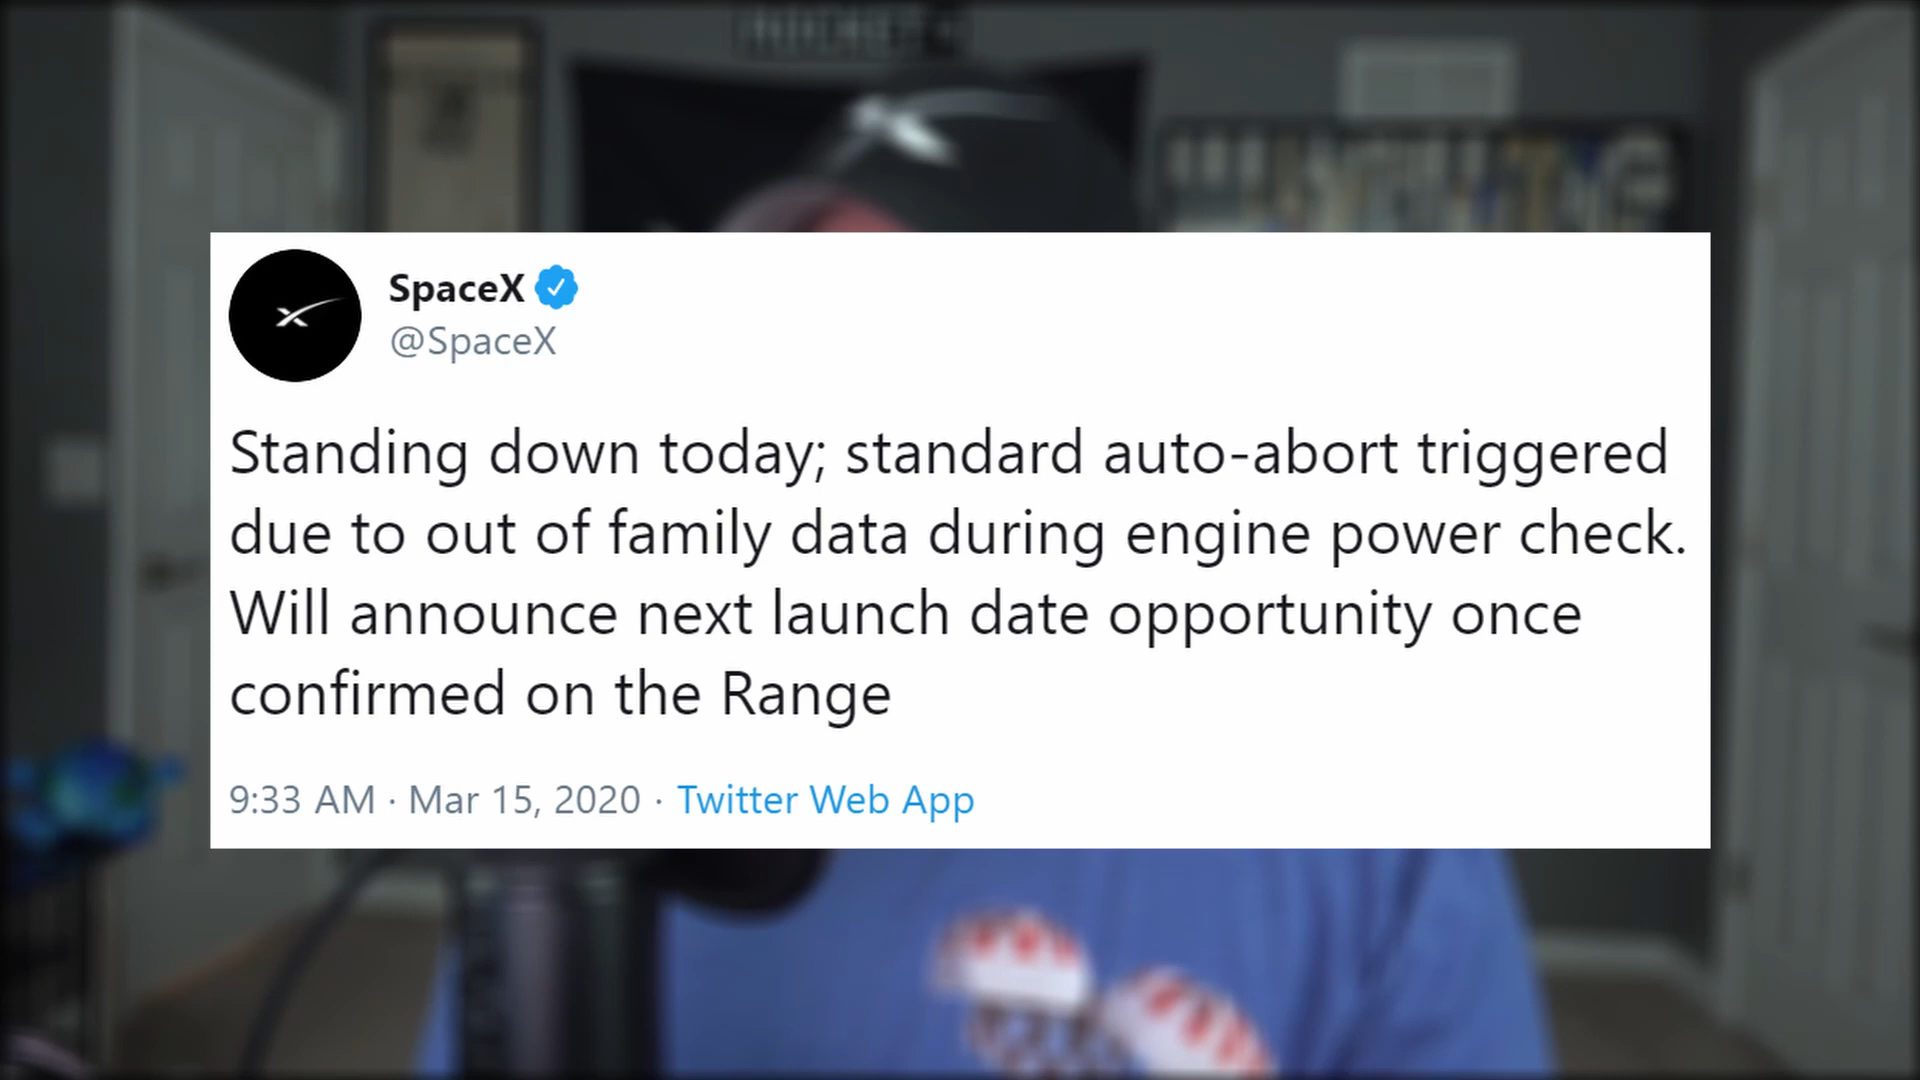 SpaceX
@SpaceX
Standing down today; standard auto-abort triggered
due to out of family data during engine power check.
Will announce next launch date opportunity once
confirmed on the Range
9:33 AM · Mar 15, 2020 · Twitter Web App